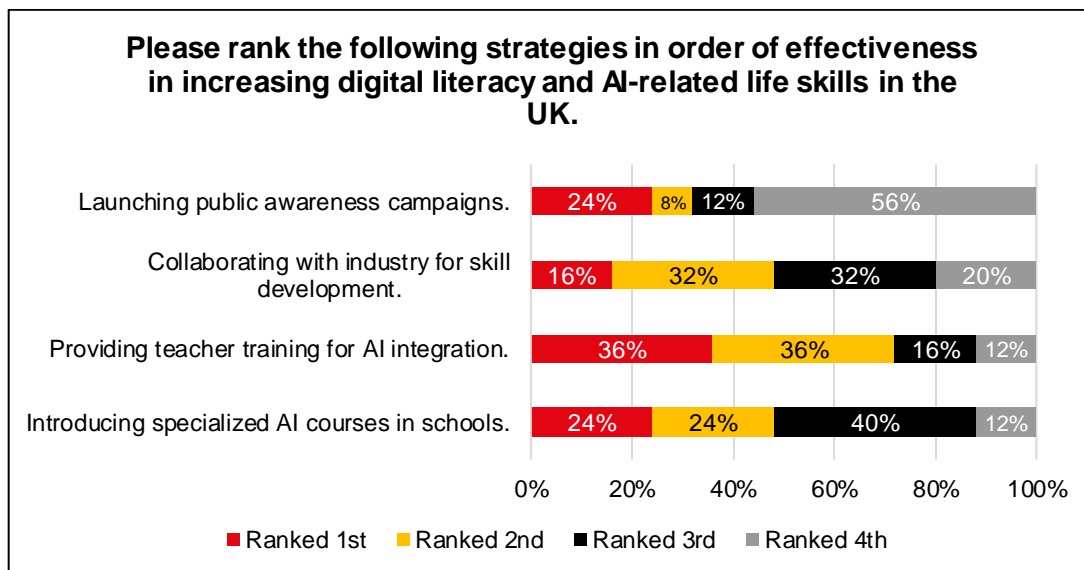 Please rank the following strategies in order of effectiveness
in increasing digital literacy and AI-related life skills in the
UK.
Launching public awareness campaigns.
24% 8% 12% 56%
Collaborating with industry for skill
development.
16% 32% 32% 20%
Providing teacher training for AI integration.
36% 36% 16% 12%
Introducing specialized AI courses in schools.
24% 24% 40% 12%
0% 20% 40% 60% 80% 100%
Ranked 1st Ranked 2nd Ranked 3rd Ranked 4th